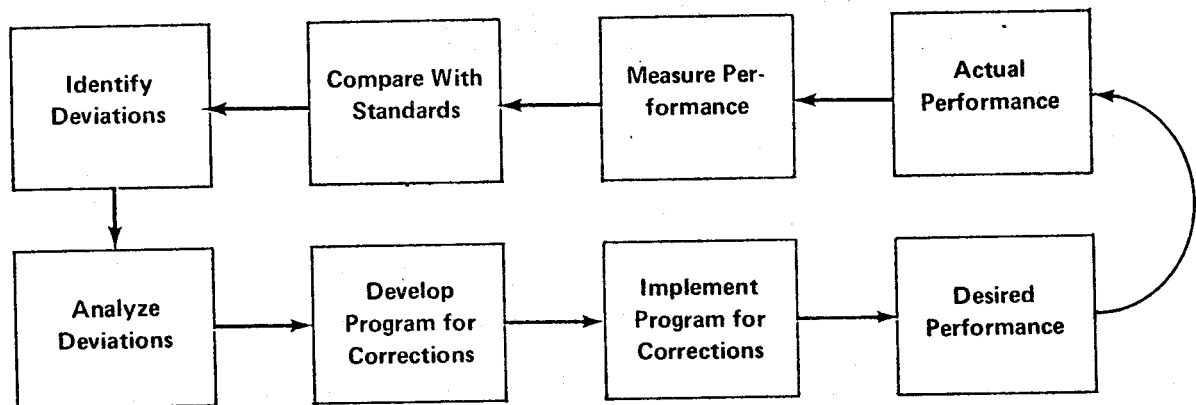 Identify
Deviations
Compare With
Standards
Measure Per-
formance
Actual
Performance
Analyze
Deviations
Develop
Program for
Corrections
Implement
Program for
Corrections
Desired
Performance